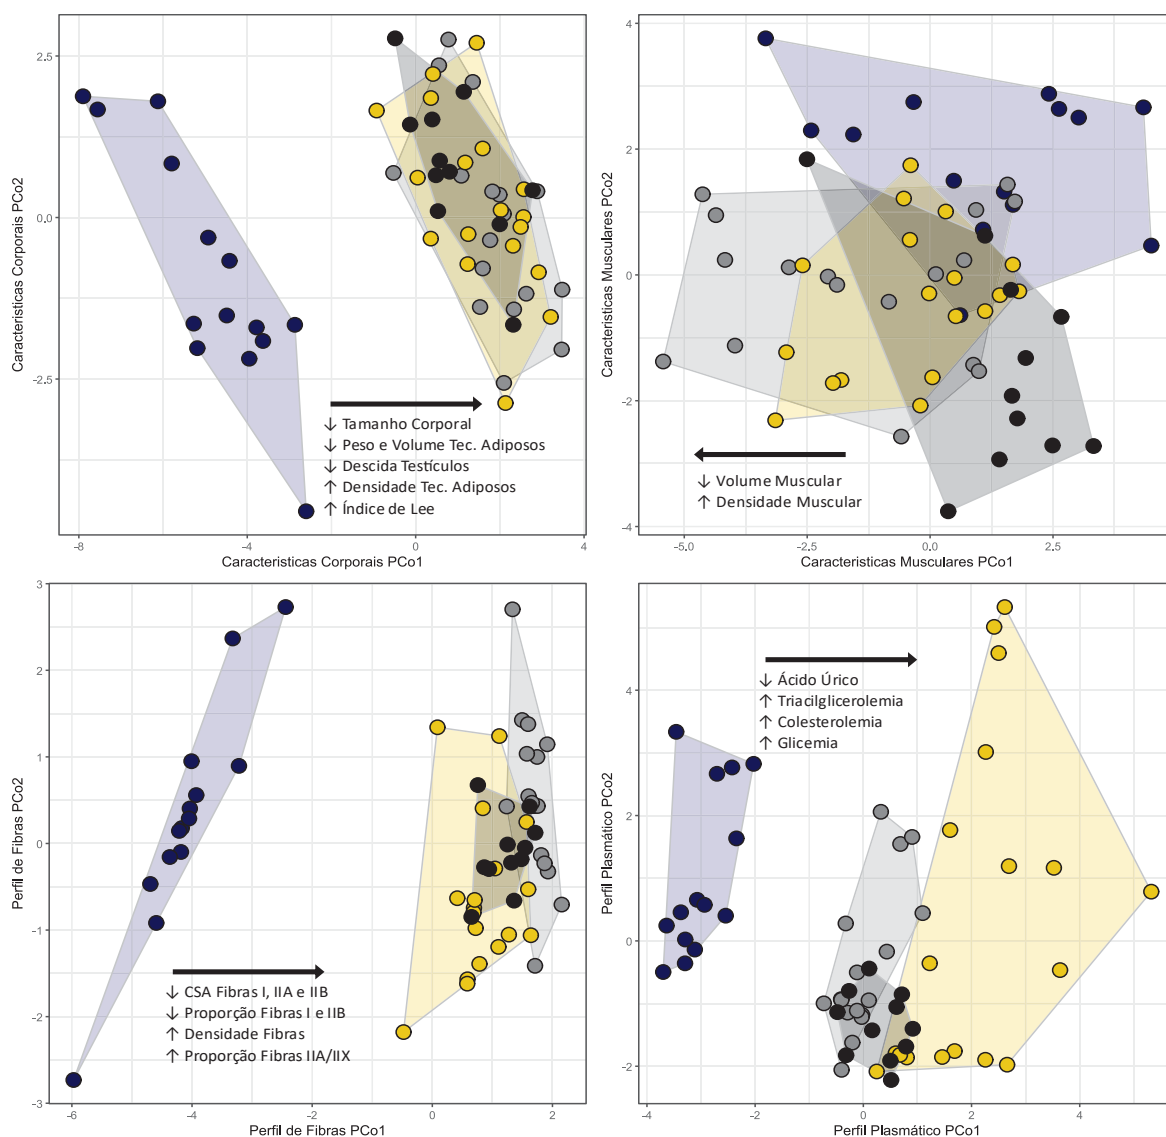 2.5
0.0
-2.5
-8
-4
0
4
Caracteristicas Corporais PCo2
Caracteristicas Corporais PCo1
↓ Tamanho Corporal
↓ Peso e Volume Tec. Adiposos
↓ Descida Testículos
↑ Densidade Tec. Adiposos
↑ Índice de Lee
4
2
0
-2
-4
-5.0
-2.5
0.0
2.5
Caracteristicas Musculares PCo2
Caracteristicas Musculares PCo1
↓ Volume Muscular
↑ Densidade Muscular
3
2
1
0
-1
-2
-3
-6
-4
-2
0
2
Perfil de Fibras PCo2
Perfil de Fibras PCo1
↓ CSA Fibras I, IIA e IIB
↓ Proporção Fibras I e IIB
↑ Densidade Fibras
↑ Proporção Fibras IIA/IIX
4
2
0
-2
-4
-2
0
2
4
Perfil Plasmático PCo2
Perfil Plasmático PCo1
↓ Ácido Úrico
↑ Triacilglicerolemia
↑ Colesterolemia
↑ Glicemia